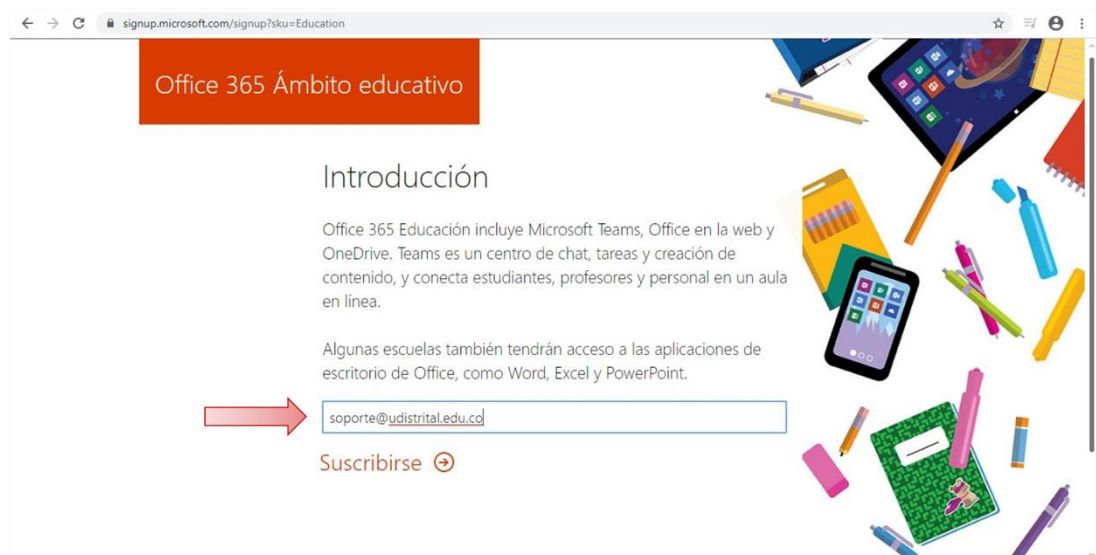 signup.microsoft.com/signup?sku=Education
Office 365 Ámbito educativo
Introducción
Office 365 Educación incluye Microsoft Teams, Office en la web y
OneDrive. Teams es un centro de chat, tareas y creación de
contenido, y conecta estudiantes, profesores y personal en un aula
en línea.
Algunas escuelas también tendrán acceso a las aplicaciones de
escritorio de Office, como Word, Excel y PowerPoint.
soporte@udistrital.edu.co
Suscribirse